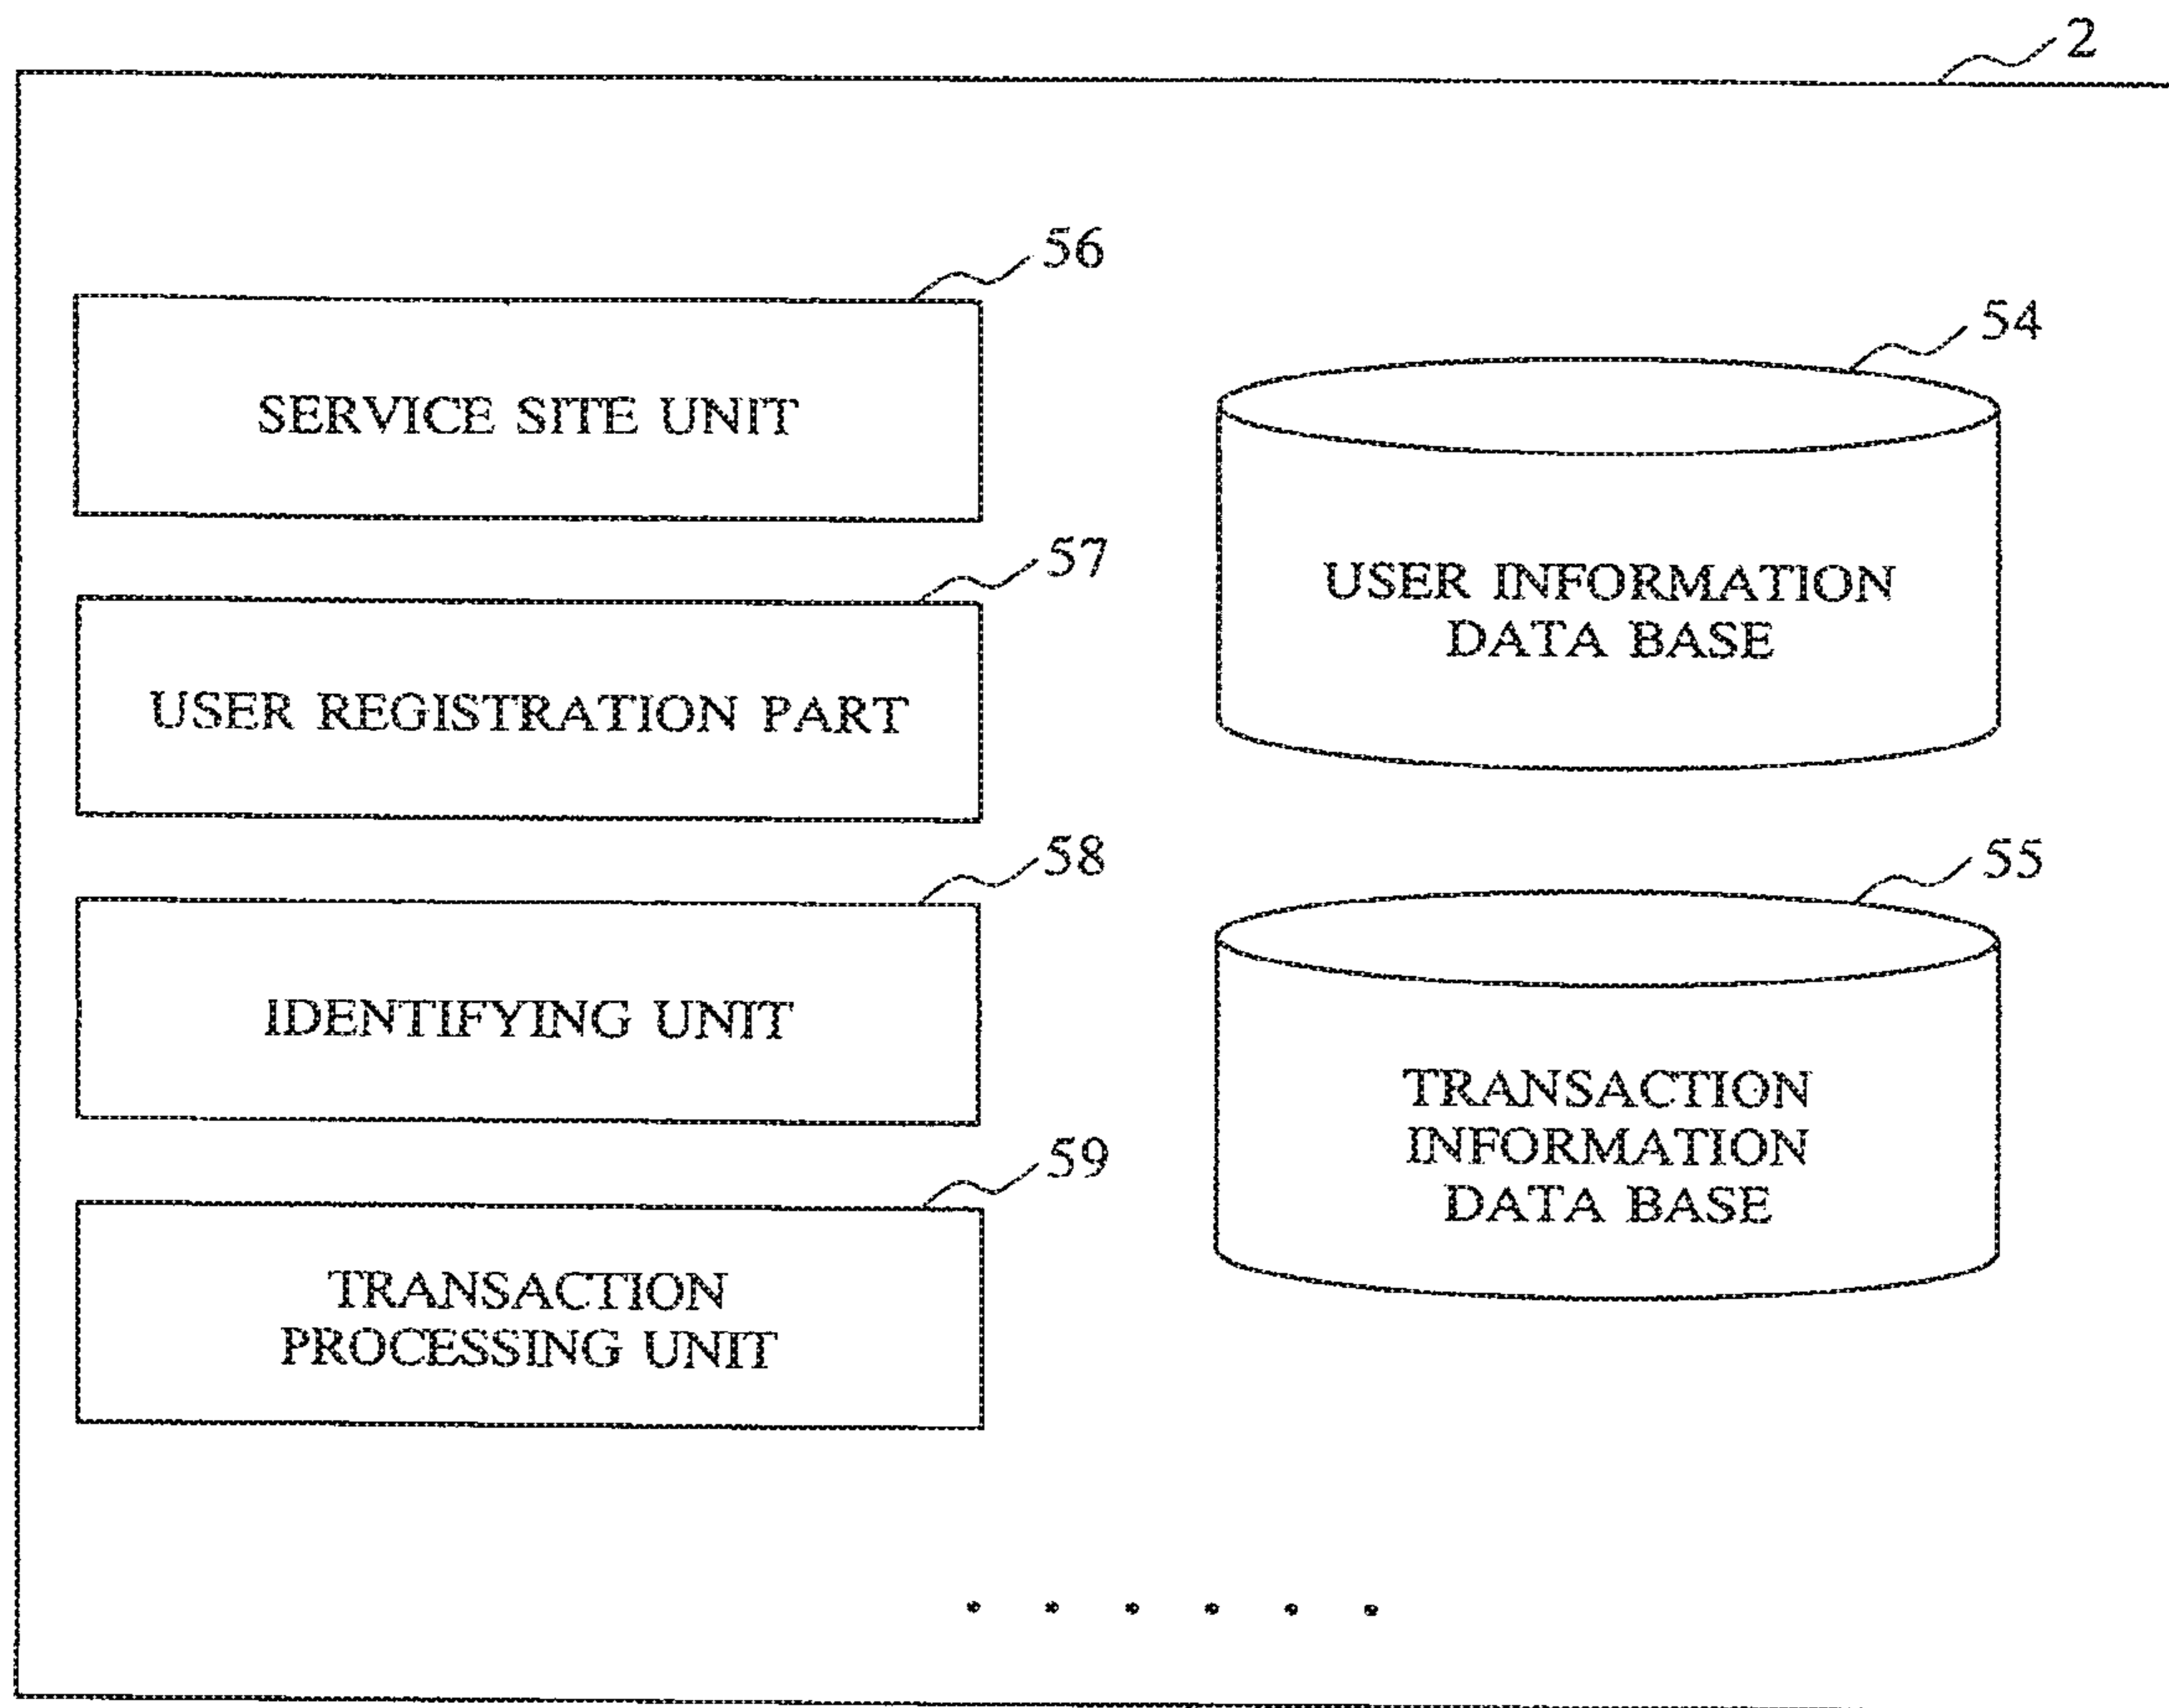 2
56
SERVICE SITE UNIT
54
USER INFORMATION
DATA BASE
57
USER REGISTRATION PART
58
IDENTIFYING UNIT
55
TRANSACTION
INFORMATION
DATA BASE
59
TRANSACTION
PROCESSING UNIT